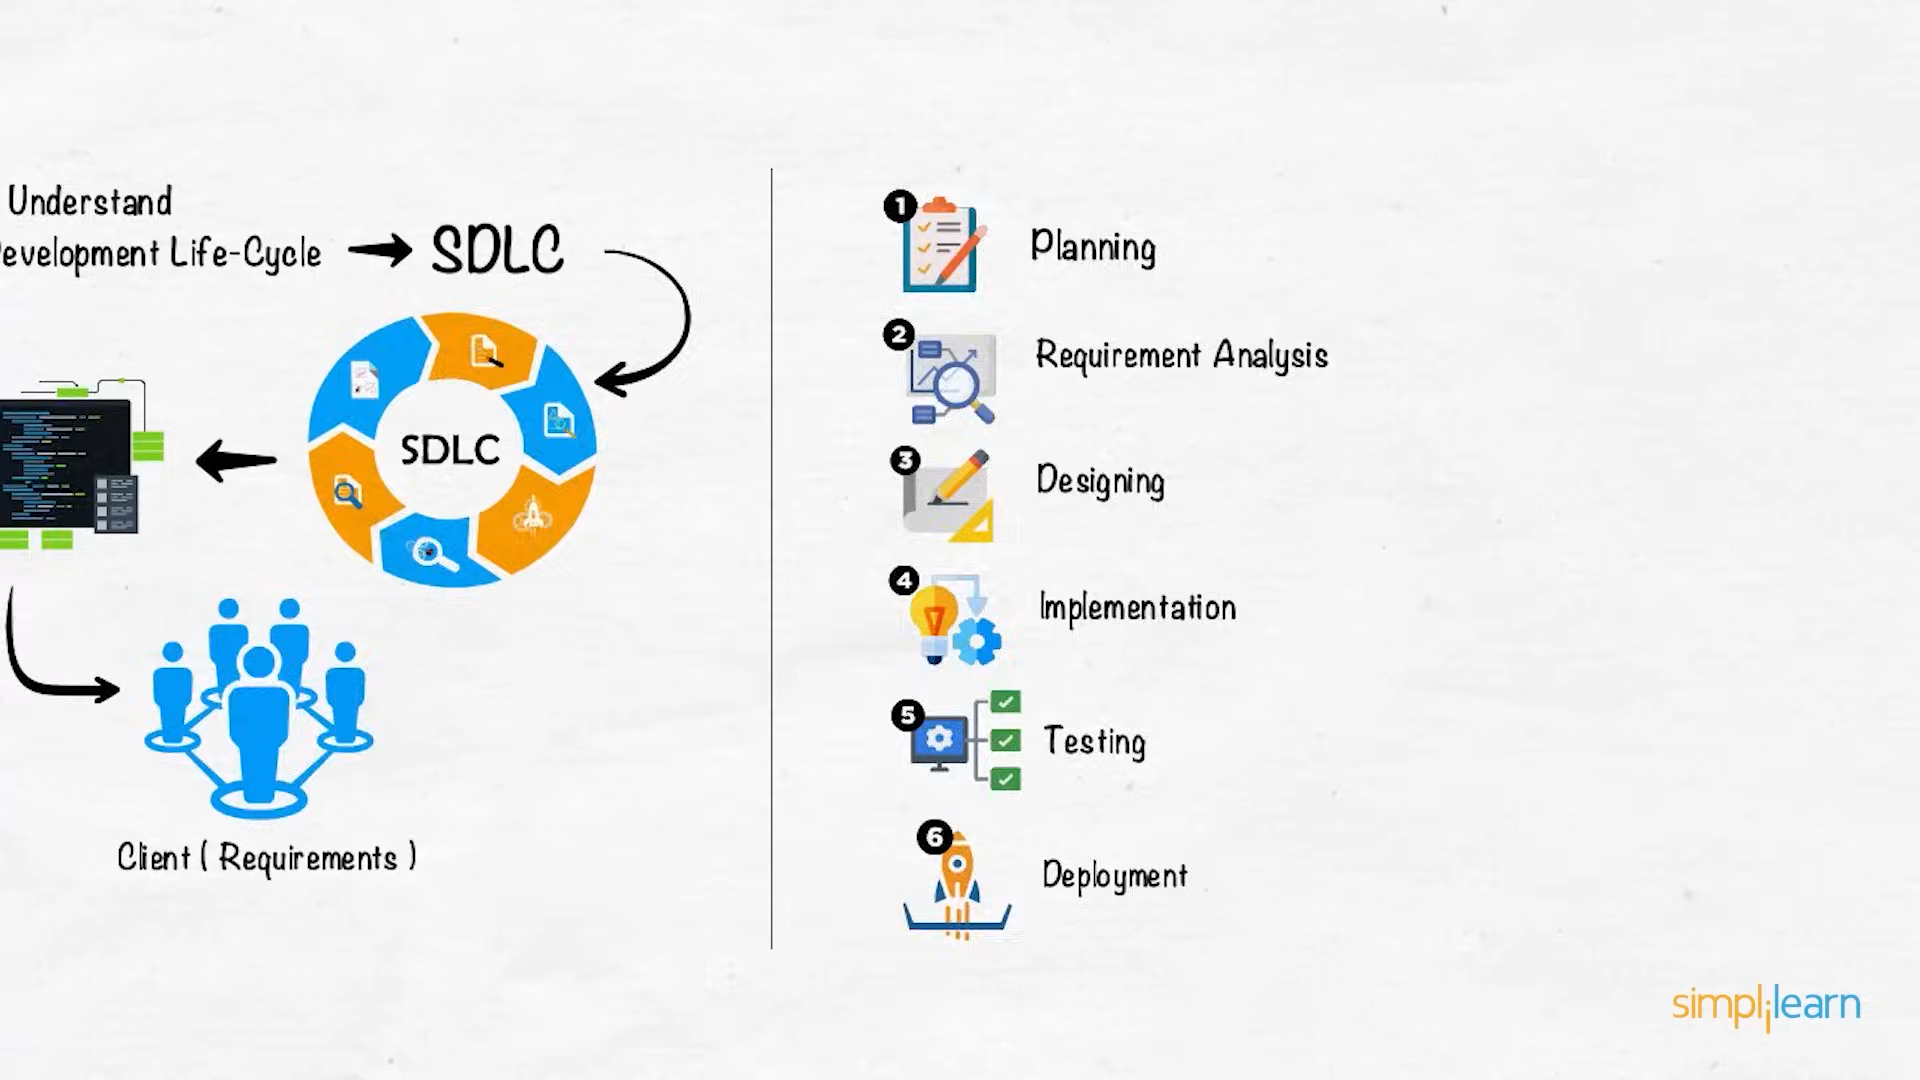 Understand
Development Life-Cycle
SDLC
SDLC
Client ( Requirements )
1
Planning
2
Requirement Analysis
3
Designing
4
Implementation
5
Testing
6
Deployment
simplilearn